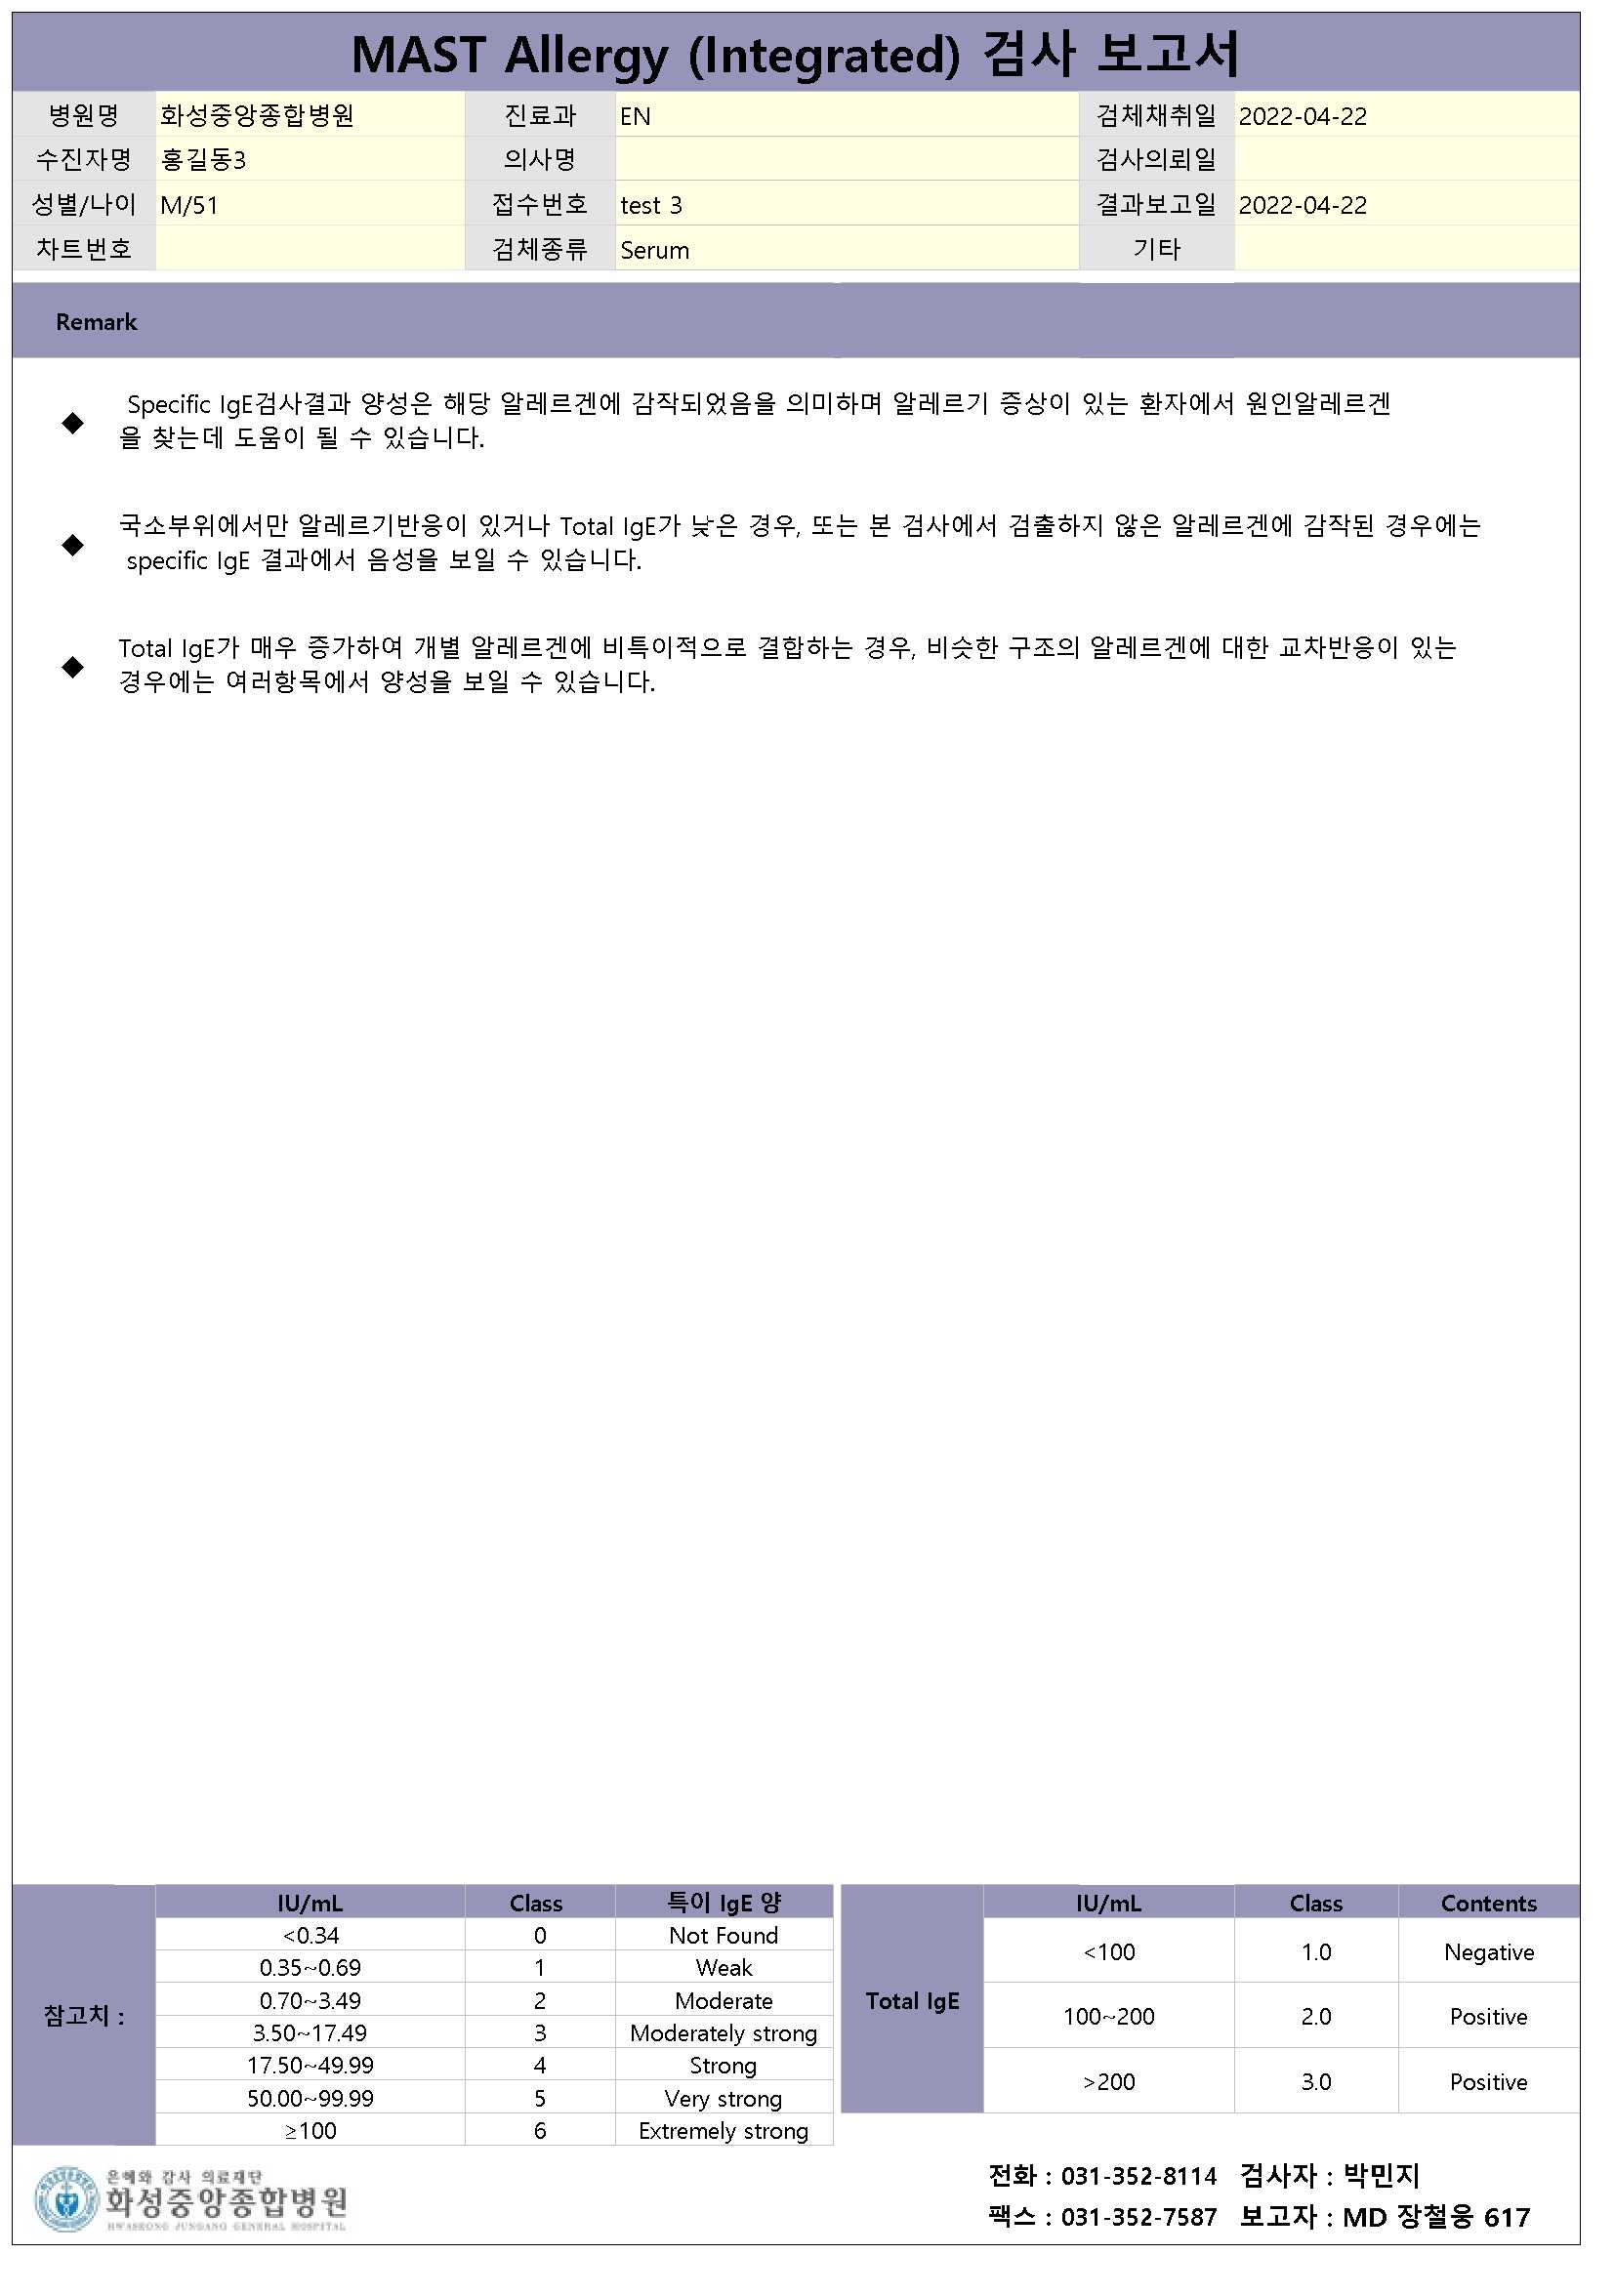 MAST Allergy (Integrated) 검사 보고서
병원명 화성중앙종합병원 진료과 EN 검체채취일 2022-04-22
수진자명 홍길동3 의사명 검사의뢰일
성별/나이 M/51 접수번호 test 3 결과보고일 2022-04-22
차트번호 검체종류 Serum 기타
Remark
◆ Specific IgE검사결과 양성은 해당 알레르겐에 감작되었음을 의미하며 알레르기 증상이 있는 환자에서 원인알레르겐
을 찾는데 도움이 될 수 있습니다.
◆ 국소부위에서만 알레르기반응이 있거나 Total IgE가 낮은 경우, 또는 본 검사에서 검출하지 않은 알레르겐에 감작된 경우에는
specific IgE 결과에서 음성을 보일 수 있습니다.
◆ Total IgE가 매우 증가하여 개별 알레르겐에 비특이적으로 결합하는 경우, 비슷한 구조의 알레르겐에 대한 교차반응이 있는
경우에는 여러항목에서 양성을 보일 수 있습니다.
참고치 :
IU/mL Class 특이 IgE 양
<0.34 0 Not Found
0.35~0.69 1 Weak
0.70~3.49 2 Moderate
3.50~17.49 3 Moderately strong
17.50~49.99 4 Strong
50.00~99.99 5 Very strong
≥100 6 Extremely strong
Total IgE
IU/mL Class Contents
<100 1.0 Negative
100~200 2.0 Positive
>200 3.0 Positive
은혜와 감사 의료재단
화성중앙종합병원
HWASEONG JUNGANG GENERAL HOSPITAL
전화 : 031-352-8114 검사자 : 박민지
팩스 : 031-352-7587 보고자 : MD 장철웅 617